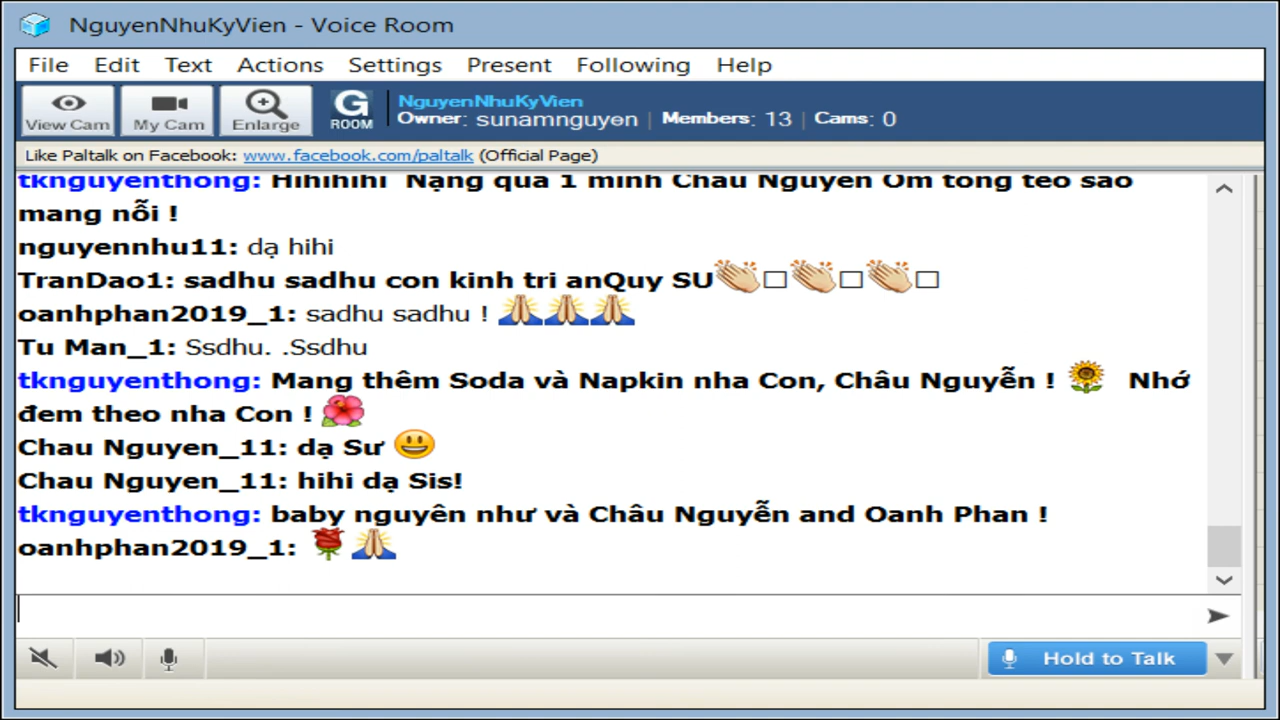 NguyenNhuKyVien - Voice Room
File Edit Text Actions Settings Present Following Help
View Cam My Cam Enlarge G ROOM
NguyenNhuKyVien
Owner: sunamnguyen | Members: 13 | Cams: 0
Like Paltalk on Facebook: www.facebook.com/paltalk (Official Page)
tknguyenthong: Hihihihi Nặng quá 1 mình Châu Nguyễn Ốm tong teo sao
mang nỗi !
nguyennhu11: dạ hihi
TranDao1: sadhu sadhu con kinh tri anQuy SU👏□👏□👏□
oanhphan2019_1: sadhu sadhu ! 🙏🙏🙏
Tu Man_1: Ssdhu. .Ssdhu
tknguyenthong: Mang thêm Soda và Napkin nha Con, Châu Nguyễn ! 🌻 Nhớ
đem theo nha Con ! 🌺
Chau Nguyen_11: dạ Sư 😃
Chau Nguyen_11: hihi dạ Sis!
tknguyenthong: baby nguyên như và Châu Nguyễn and Oanh Phan !
oanhphan2019_1: 🌹🙏
Hold to Talk